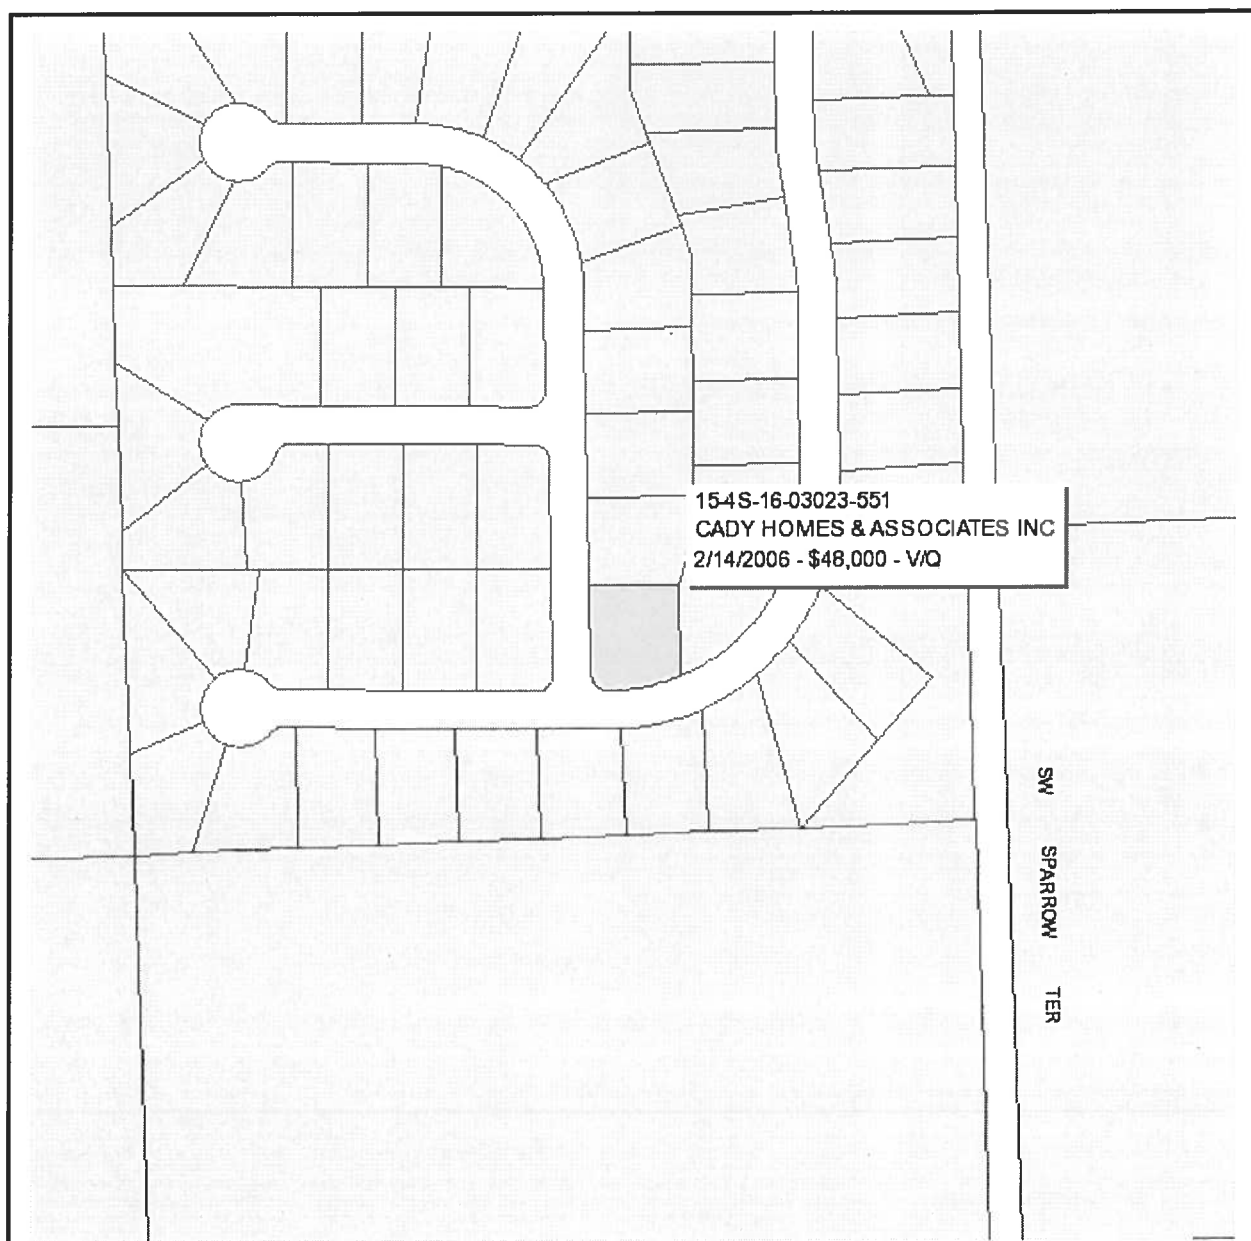 15-4S-16-03023-551
CADY HOMES & ASSOCIATES INC
2/14/2006 - $48,000 - V/Q
SW SPARROW TER